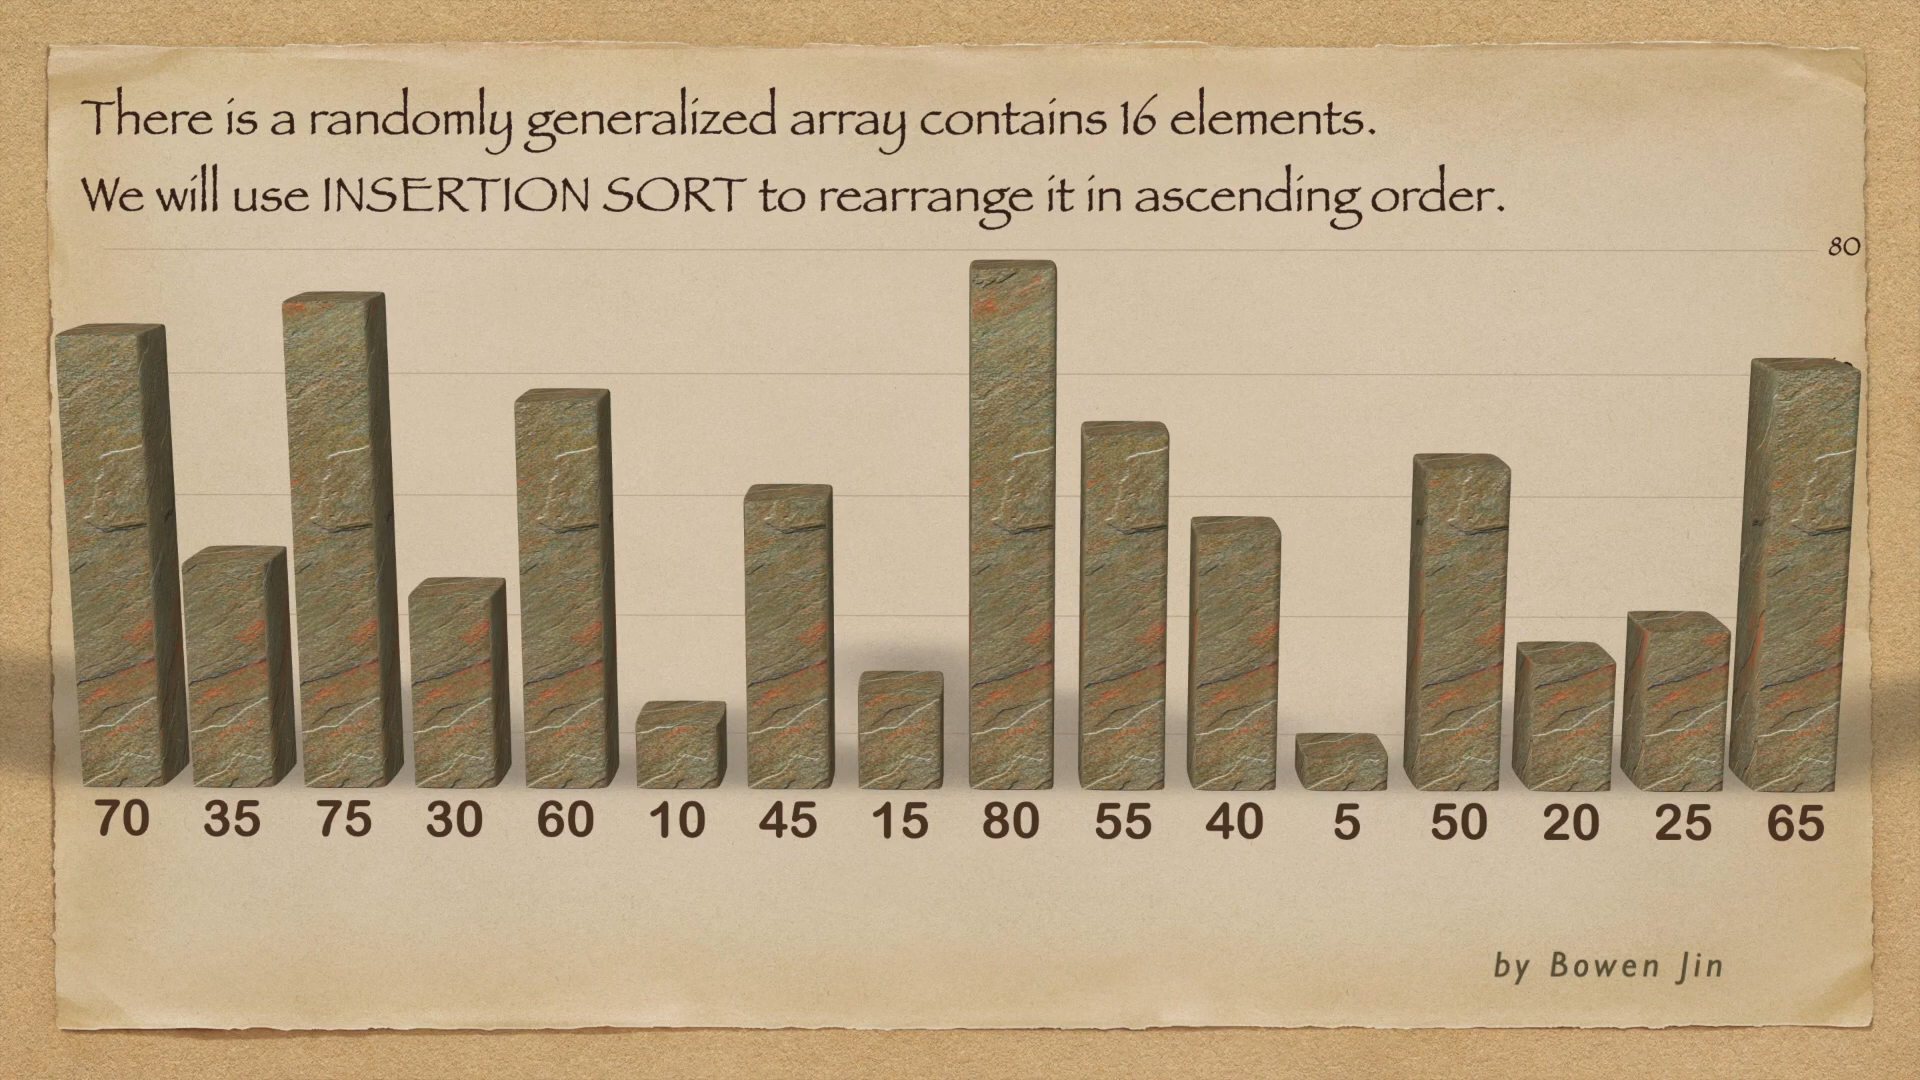 There is a randomly generalized array contains 16 elements.
We will use INSERTION SORT to rearrange it in ascending order.
80
70 35 75 30 60 10 45 15 80 55 40 5 50 20 25 65
by Bowen Jin